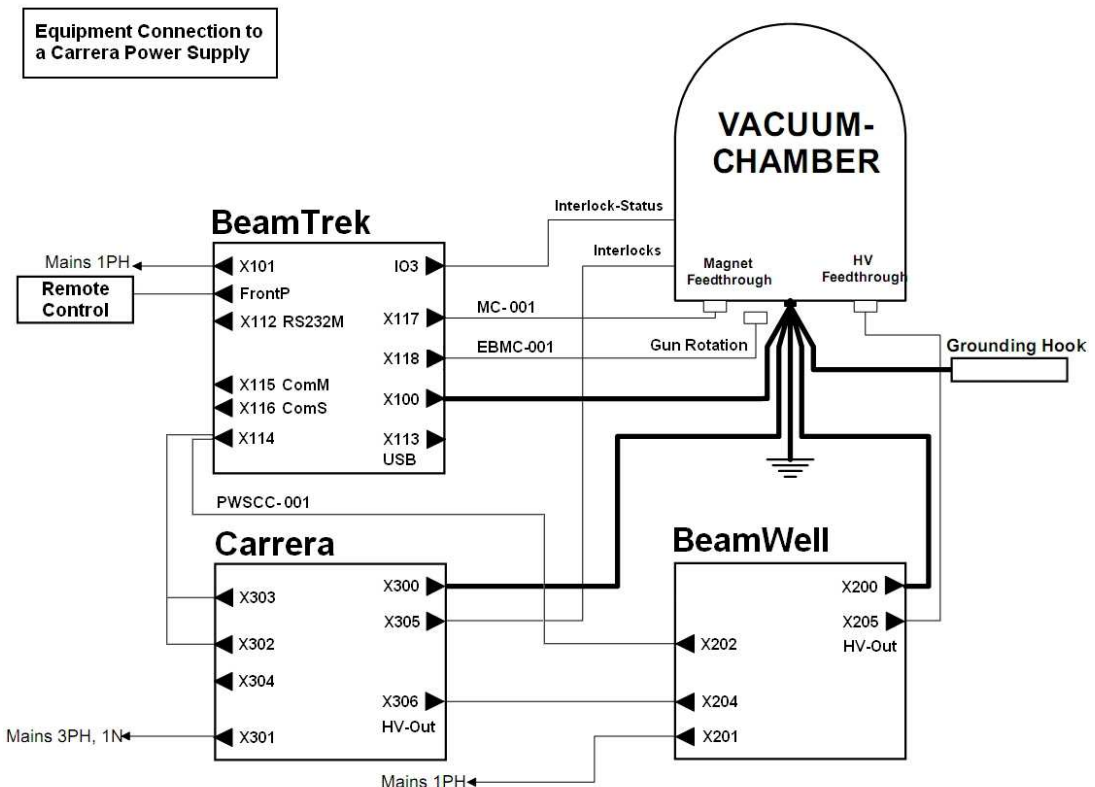 Equipment Connection to
a Carrera Power Supply
VACUUM-
CHAMBER
Magnet
Feedthrough
HV
Feedthrough
Interlock-Status
Interlocks
BeamTrek
Mains 1PH
Remote
Control
X101
FrontP
X112 RS232M
X115 ComM
X116 ComS
X114
IO3
X117
X118
X100
X113
USB
MC-001
EBMC-001
Gun Rotation
Grounding Hook
PWSCC-001
Carrera
X303
X302
X304
X301
X300
X305
X306
HV-Out
Mains 3PH, 1N
BeamWell
X200
X205
HV-Out
X202
X204
X201
Mains 1PH